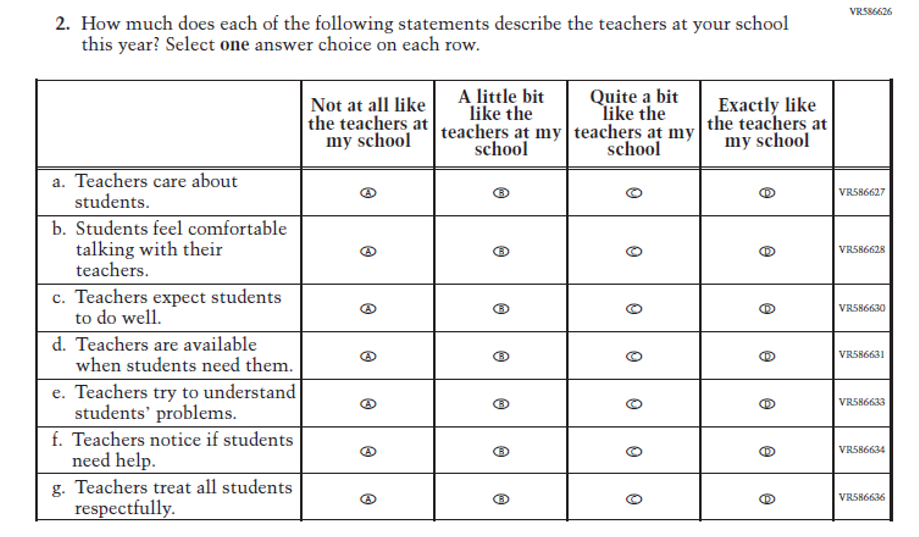 VR586626
2. How much does each of the following statements describe the teachers at your school
this year? Select one answer choice on each row.
Not at all like
the teachers at
my school
A little bit
like the
teachers at my
school
Quite a bit
like the
teachers at my
school
Exactly like
the teachers at
my school
a. Teachers care about
students.
A B C D VR586627
b. Students feel comfortable
talking with their
teachers.
A B C D VR586628
c. Teachers expect students
to do well.
A B C D VR586630
d. Teachers are available
when students need them.
A B C D VR586631
e. Teachers try to understand
students’ problems.
A B C D VR586633
f. Teachers notice if students
need help.
A B C D VR586634
g. Teachers treat all students
respectfully.
A B C D VR586636